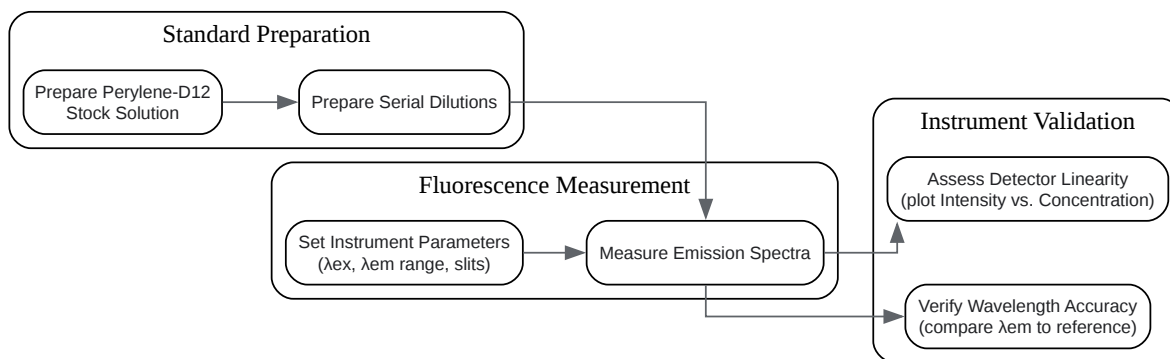 Standard Preparation
Prepare Perylene-D12
Stock Solution
Prepare Serial Dilutions
Fluorescence Measurement
Set Instrument Parameters
(λex, λem range, slits)
Measure Emission Spectra
Instrument Validation
Assess Detector Linearity
(plot Intensity vs. Concentration)
Verify Wavelength Accuracy
(compare λem to reference)